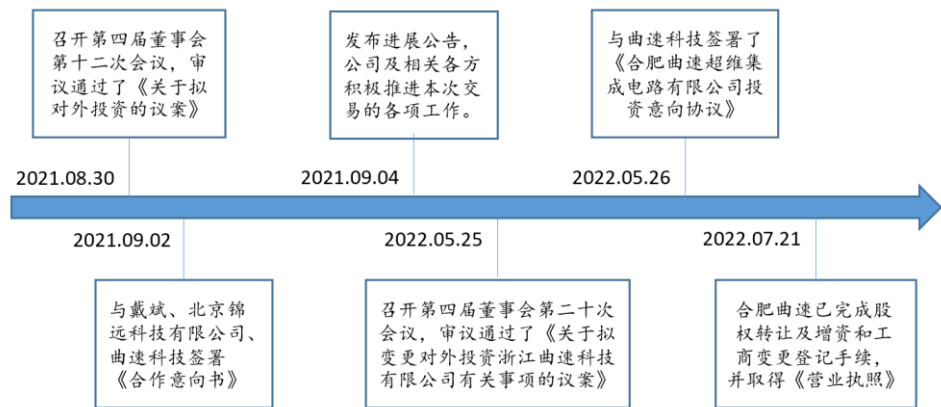 召开第四届董事会
第十二次会议，审
议通过了《关于拟
对外投资的议案》
发布进展公告，
公司及相关各方
积极推进本次交
易的各项工作。
与曲速科技签署了
《合肥曲速超维集
成电路有限公司投
资意向协议》
2021.08.30
2021.09.04
2022.05.26
2021.09.02
2022.05.25
2022.07.21
与戴斌、北京锦
远科技有限公司、
曲速科技签署
《合作意向书》
召开第四届董事会第二十次
会议，审议通过了《关于拟
变更对外投资浙江曲速科技
有限公司有关事项的议案》
合肥曲速已完成股
权转让及增资和工
商变更登记手续，
并取得《营业执照》